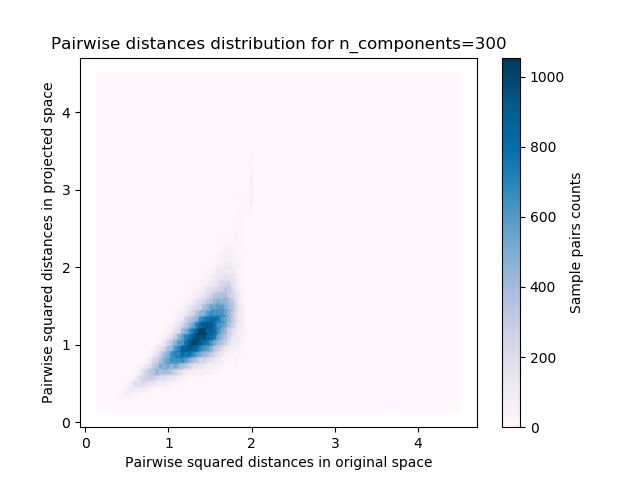 Pairwise distances distribution for n_components=300
Pairwise squared distances in projected space
4
3
2
1
0
0 1 2 3 4
Pairwise squared distances in original space
1000
800
600
400
200
0
Sample pairs counts